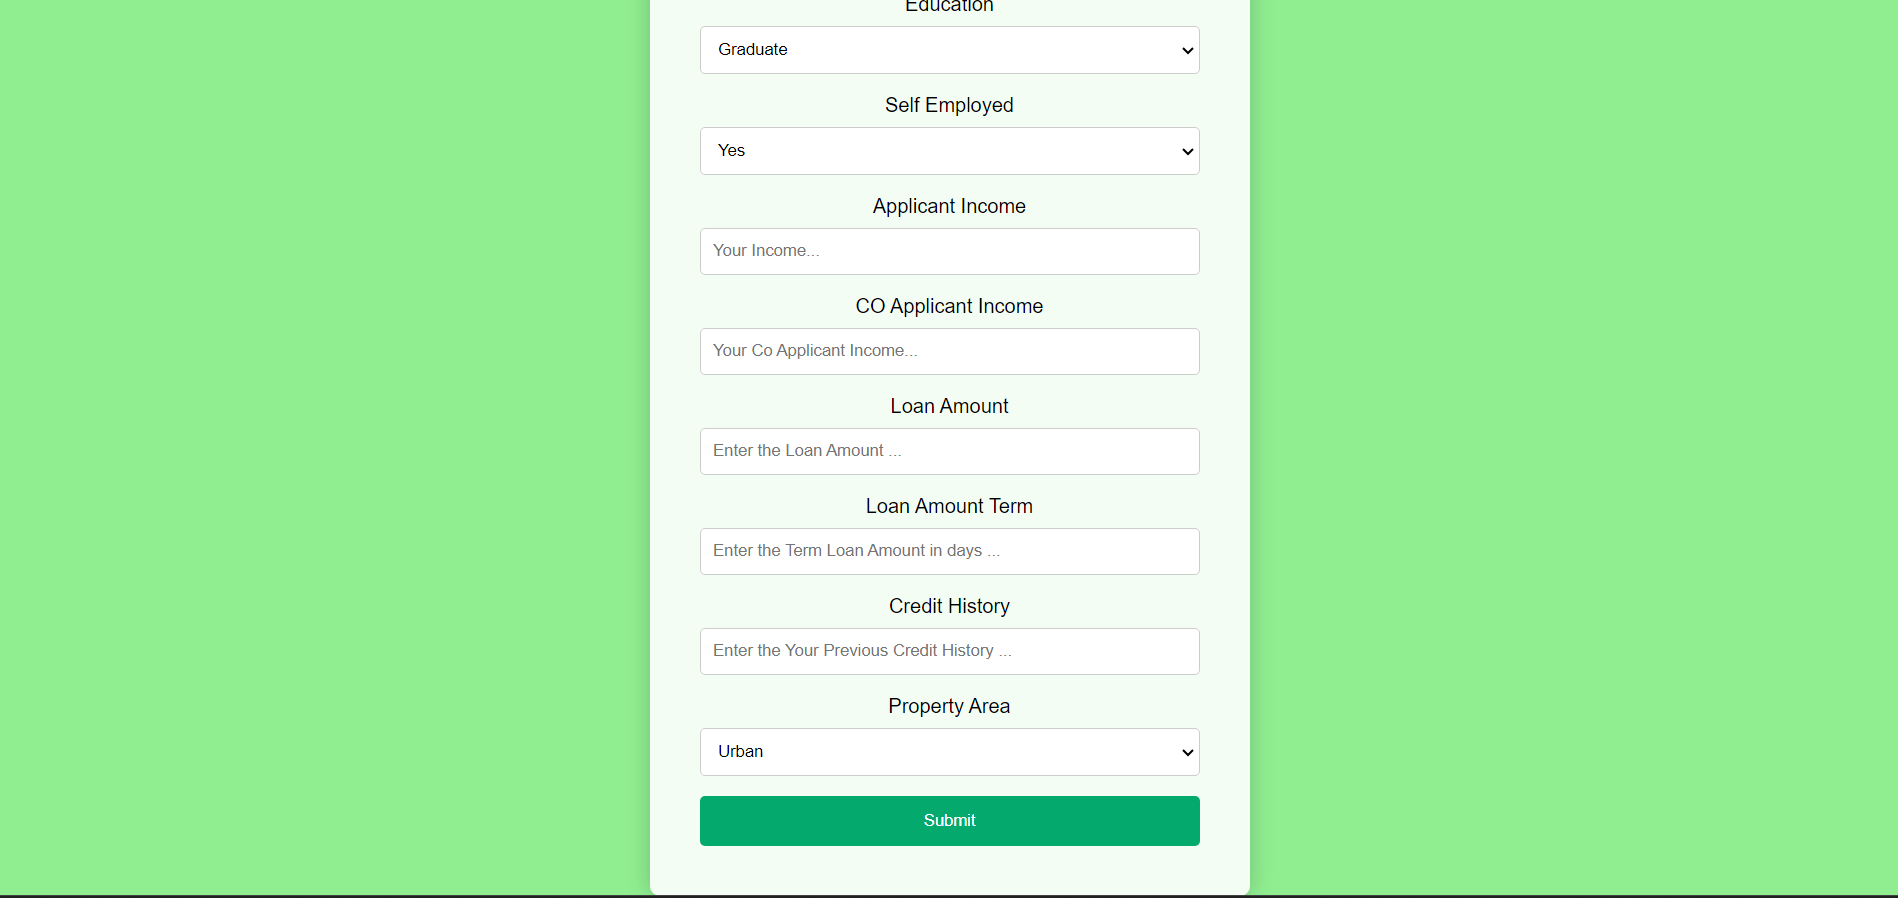 Education
Graduate
Self Employed
Yes
Applicant Income
Your Income...
CO Applicant Income
Your Co Applicant Income...
Loan Amount
Enter the Loan Amount ...
Loan Amount Term
Enter the Term Loan Amount in days ...
Credit History
Enter the Your Previous Credit History ...
Property Area
Urban
Submit